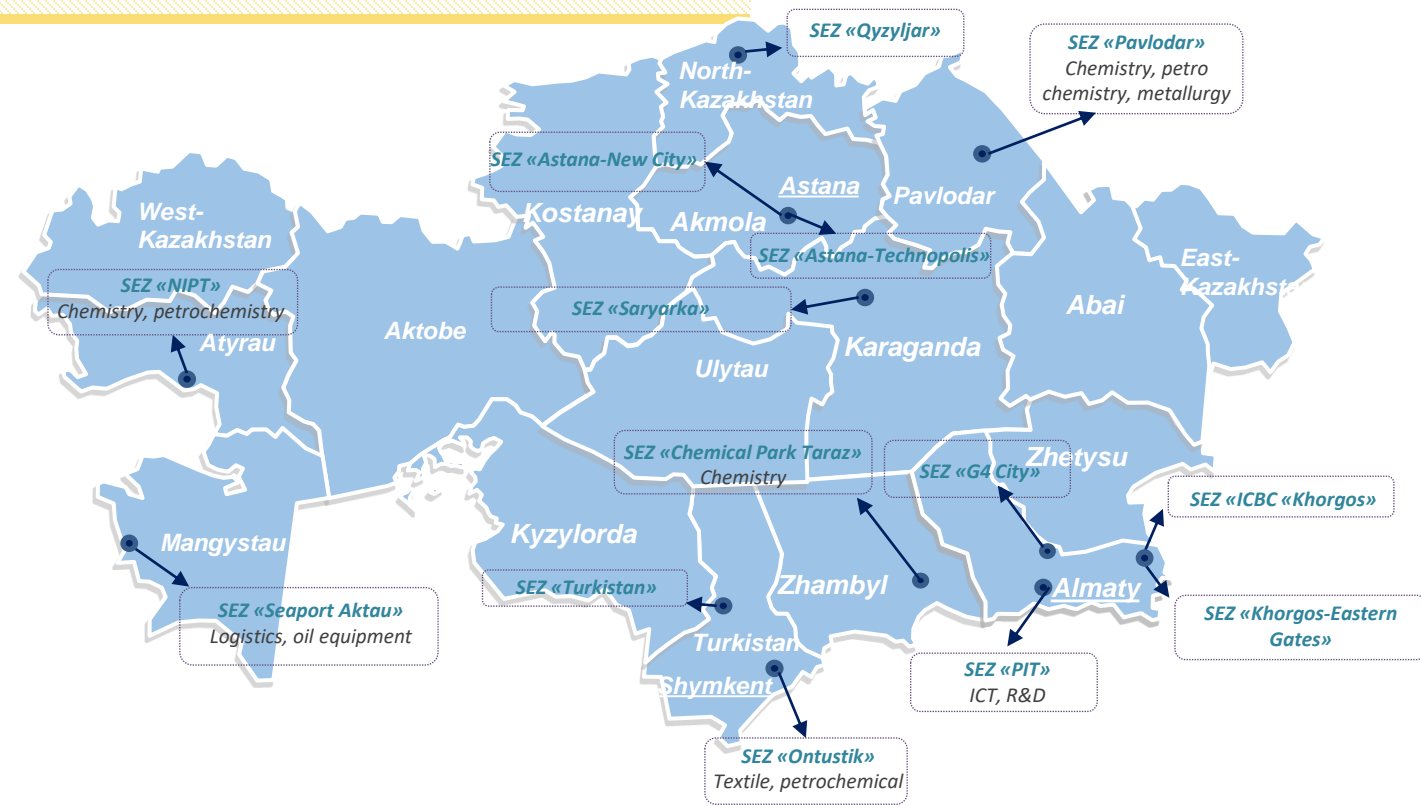 SEZ «Qyzyljar»
SEZ «Pavlodar»
Chemistry, petro
chemistry, metallurgy
North-
Kazakhstan
SEZ «Astana-New City»
Astana
Pavlodar
West-
Kazakhstan
Kostanay
Akmola
SEZ «Astana-Technopolis»
East-
Kazakhst
SEZ «NIPT»
Chemistry, petrochemistry
SEZ «Saryarka»
Abai
Atyrau
Aktobe
Karaganda
Ulytau
SEZ «Chemical Park Taraz»
Chemistry
SEZ «G4 City»
Zhetysu
SEZ «ICBC «Khorgos»
Kyzylorda
Mangystau
SEZ «Turkistan»
Zhambyl
Almaty
SEZ «Seaport Aktau»
Logistics, oil equipment
SEZ «Khorgos-Eastern
Gates»
Turkistan
Shymkent
SEZ «PIT»
ICT, R&D
SEZ «Ontustik»
Textile, petrochemical